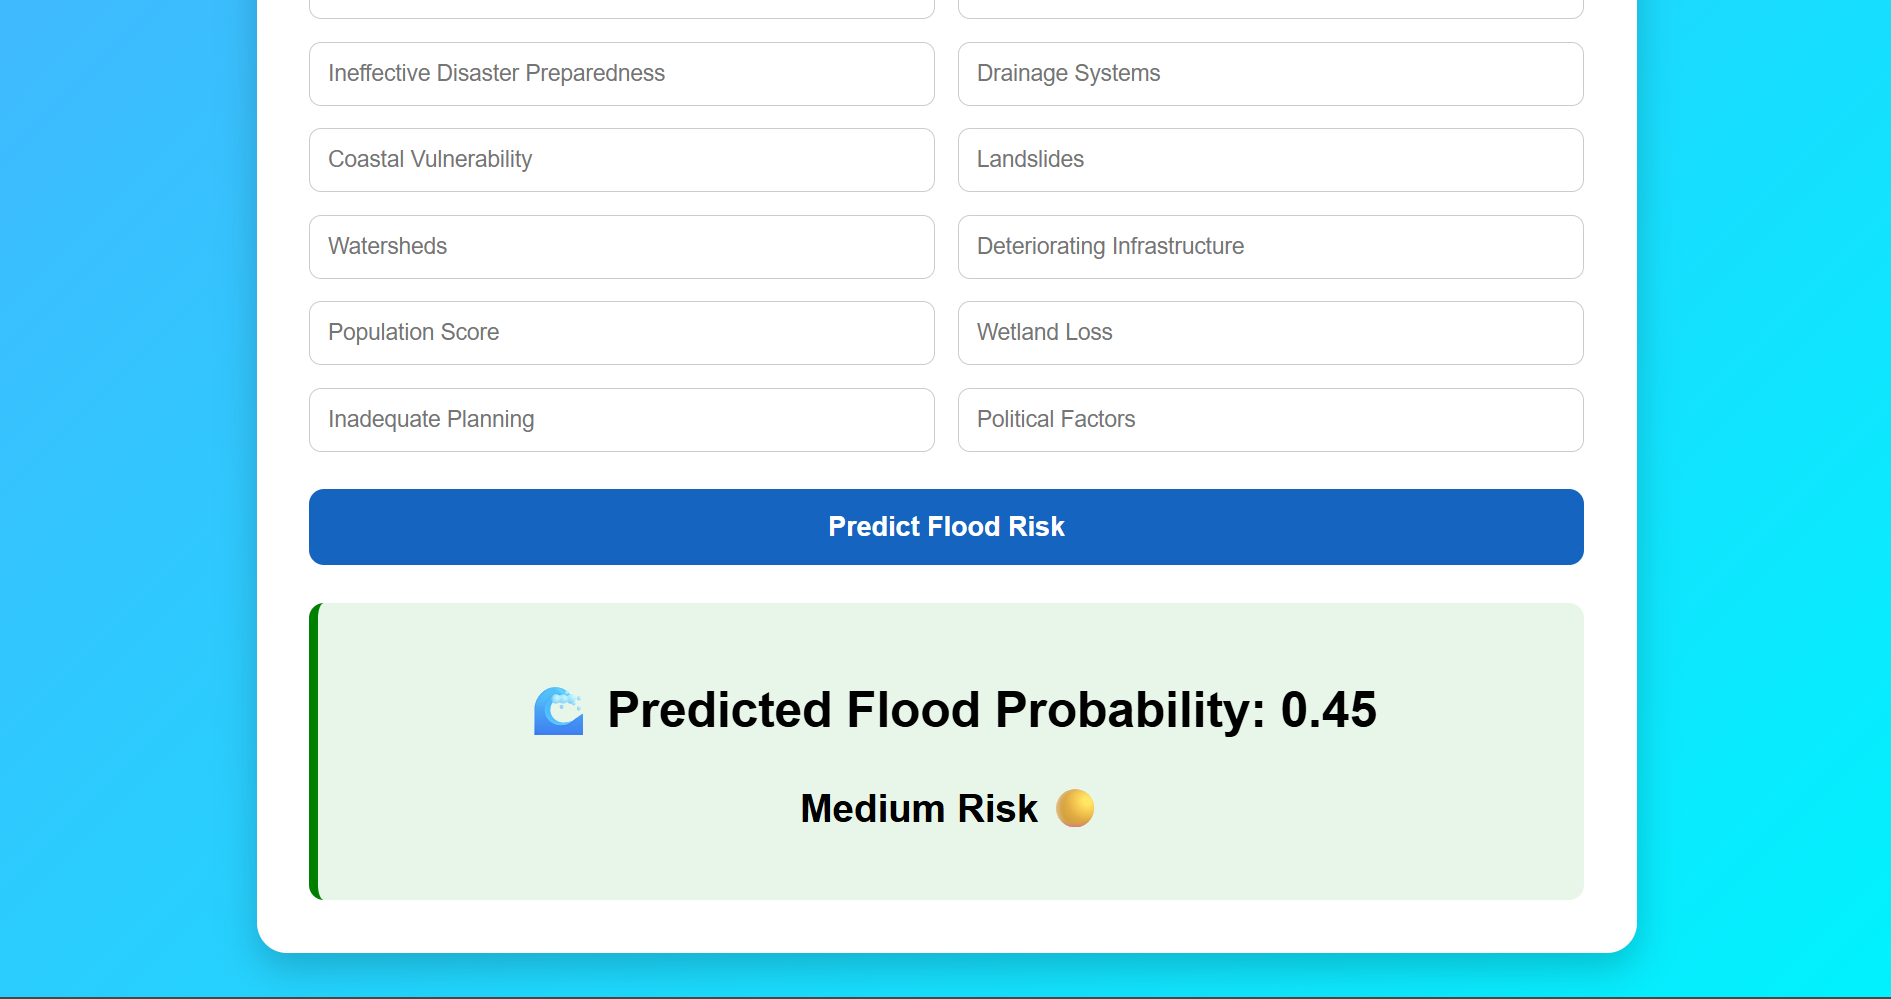 Ineffective Disaster Preparedness
Drainage Systems
Coastal Vulnerability
Landslides
Watersheds
Deteriorating Infrastructure
Population Score
Wetland Loss
Inadequate Planning
Political Factors
Predict Flood Risk
🌊 Predicted Flood Probability: 0.45
Medium Risk 🟡